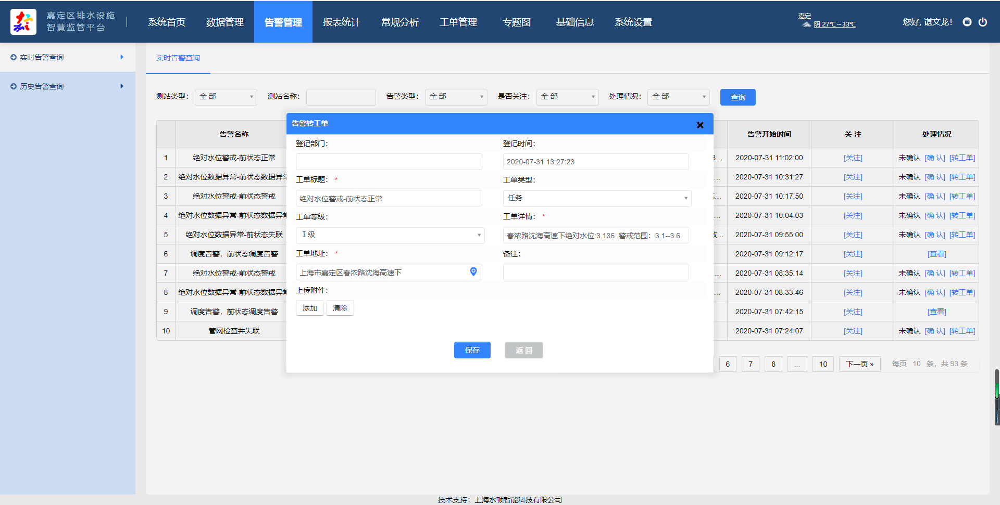 嘉定区排水设施
智慧监管平台
系统首页 数据管理 告警管理 报表统计 常规分析 工单管理 专题图 基础信息 系统设置
嘉定
阴 27℃～33℃
您好, 谌文龙!
实时告警查询
历史告警查询
实时告警查询
测站类型： 全 部 测站名称： 告警类型： 全 部 是否关注： 全 部 处理情况： 全 部 查询
告警名称 告警开始时间 关 注 处理情况
1 绝对水位警戒-前状态正常 3... 2020-07-31 11:02:00 [关注] 未确认 [确 认] [转工单]
2 绝对水位数据异常-前状态数据异常 ... 2020-07-31 10:31:27 [关注] 未确认 [确 认] [转工单]
3 绝对水位警戒-前状态警戒 ... 2020-07-31 10:17:50 [关注] 未确认 [确 认] [转工单]
4 绝对水位数据异常-前状态数据异常 ... 2020-07-31 10:04:03 [关注] 未确认 [确 认] [转工单]
5 绝对水位数据异常-前状态失联 ... 2020-07-31 09:55:00 [关注] 未确认 [确 认] [转工单]
6 调度告警，前状态调度告警 2020-07-31 09:12:17 [关注] [查看]
7 绝对水位警戒-前状态警戒 ... 2020-07-31 08:35:14 [关注] 未确认 [确 认] [转工单]
8 绝对水位数据异常-前状态数据异常 ... 2020-07-31 08:33:46 [关注] 未确认 [确 认] [转工单]
9 调度告警，前状态调度告警 2020-07-31 07:42:15 [关注] [查看]
10 管网检查井失联 2020-07-31 07:24:07 [关注] 未确认 [确 认] [转工单]
6 7 8 ... 10 下一页 » 每页 10 条，共 93 条
告警转工单
登记部门： 登记时间：
2020-07-31 13:27:23
工单标题： * 工单类型：
绝对水位警戒-前状态正常 任务
工单等级： 工单详情： *
Ⅰ级 春浓路沈海高速下绝对水位:3.136 警戒范围：3.1--3.6
工单地址： * 备注：
上海市嘉定区春浓路沈海高速下
上传附件：
添加 清除
保存 返 回
技术支持：上海水顿智能科技有限公司